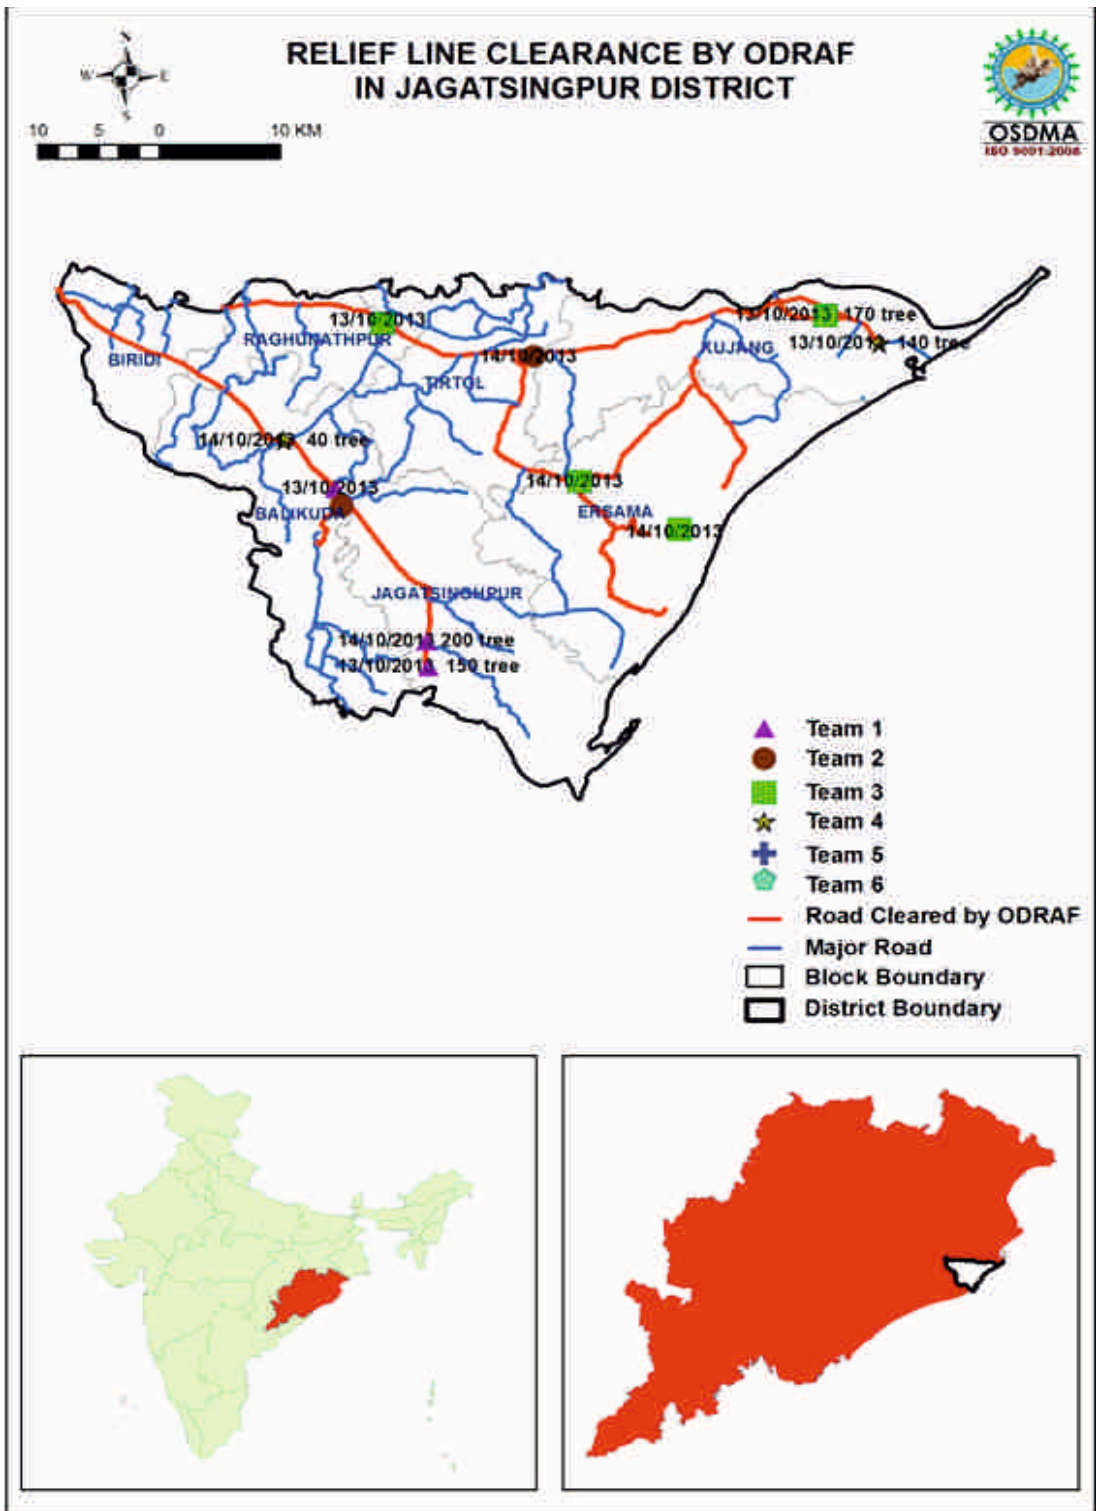 RELIEF LINE CLEARANCE BY ODRAF
IN JAGATSINGPUR DISTRICT
N
W E
S
10 5 0 10 KM
OSDMA
ISO 9001:2008
13/10/2013
RAGHUNATHPUR
BIRIDI
TIRTOL
14/10/2013
KUJANG
13/10/2013 170 tree
13/10/2013 140 tree
14/10/2013 40 tree
13/10/2013
BALIKUDA
14/10/2013
ERSAMA
14/10/2013
JAGATSINGHPUR
14/10/2013 200 tree
13/10/2013 150 tree
Team 1
Team 2
Team 3
Team 4
Team 5
Team 6
Road Cleared by ODRAF
Major Road
Block Boundary
District Boundary